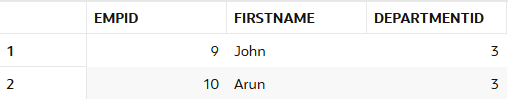 EMPID FIRSTNAME DEPARTMENTID
1 9 John 3
2 10 Arun 3